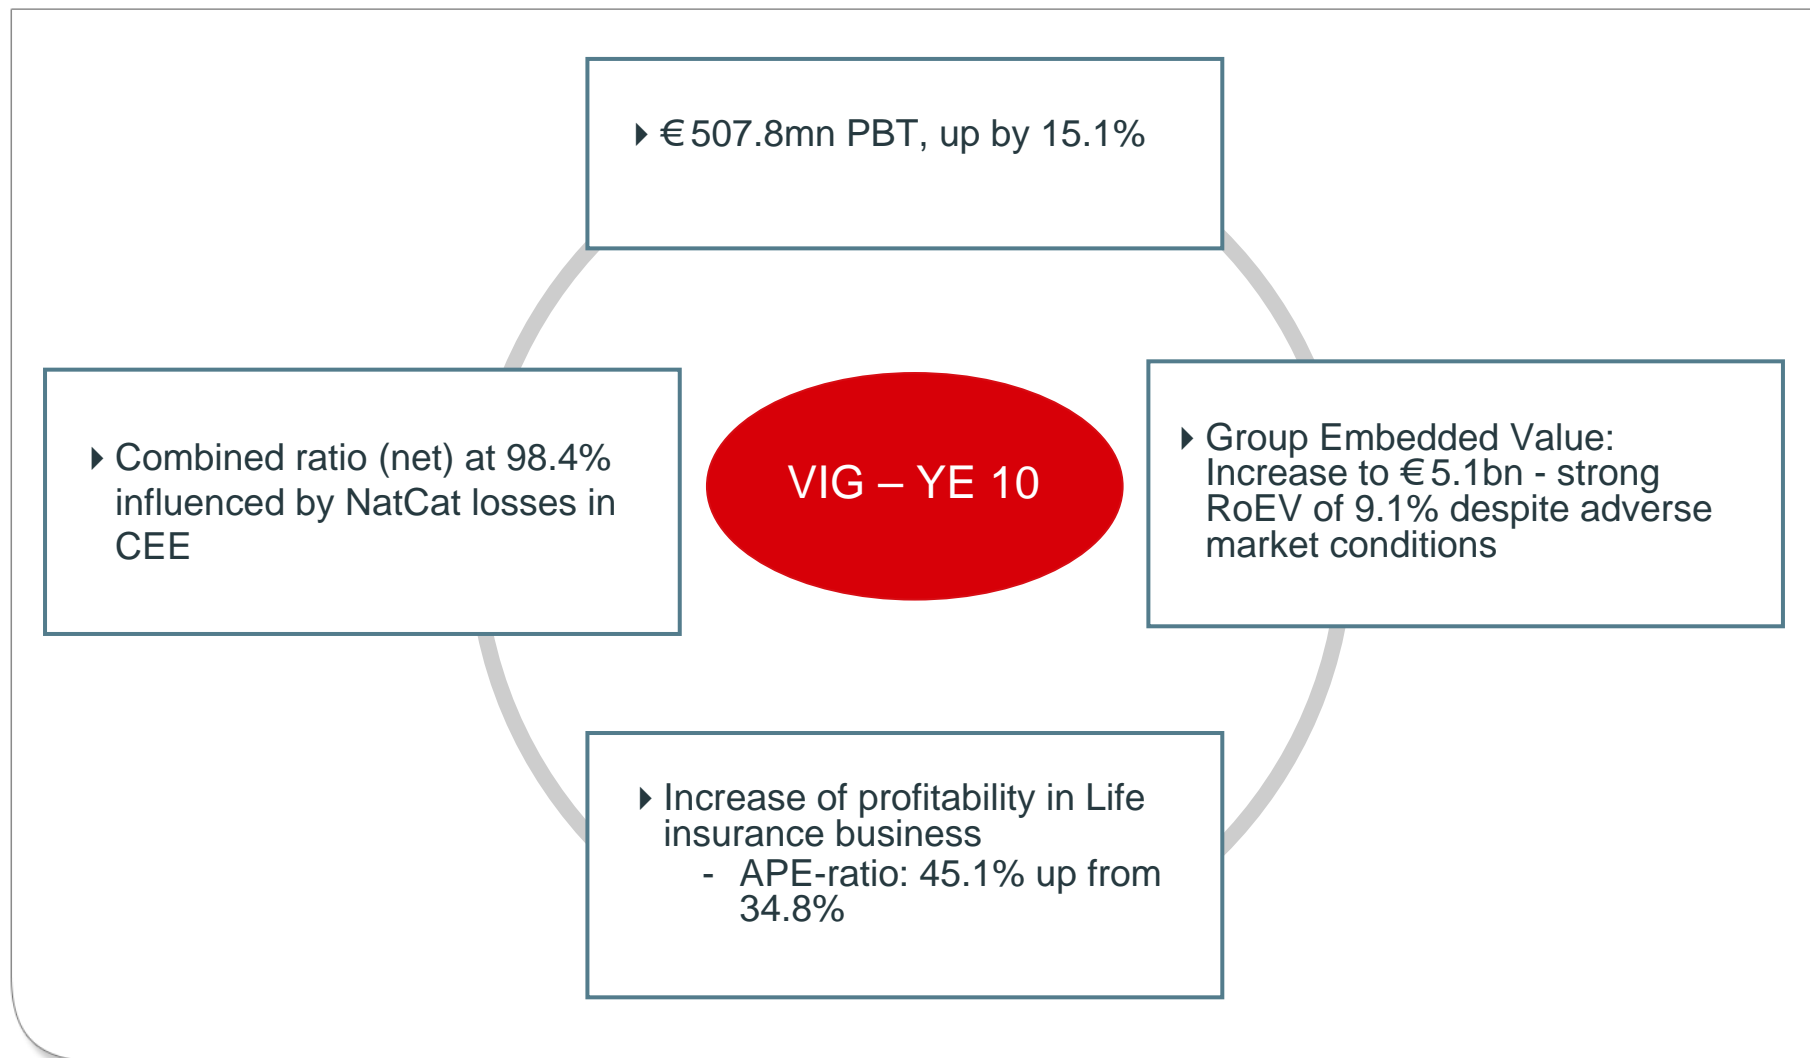 €507.8mn PBT, up by 15.1%
Combined ratio (net) at 98.4%
influenced by NatCat losses in
CEE
VIG – YE 10
Group Embedded Value:
Increase to €5.1bn - strong
RoEV of 9.1% despite adverse
market conditions
Increase of profitability in Life
insurance business
- APE-ratio: 45.1% up from
34.8%